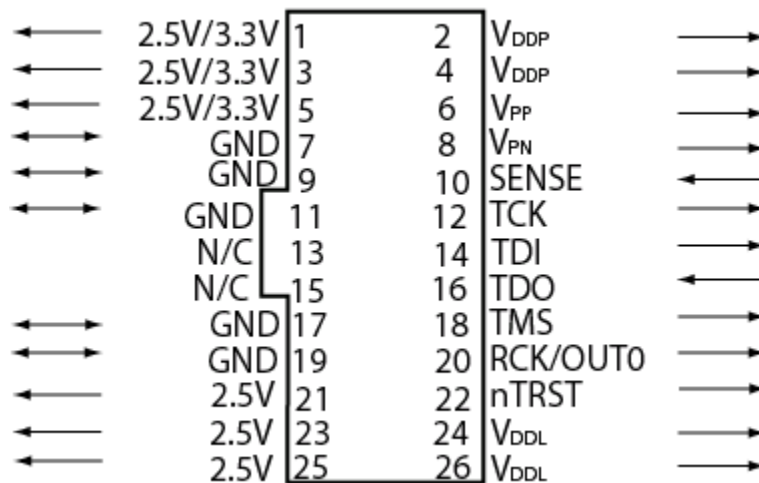 2.5V/3.3V 1 2 VDDP
2.5V/3.3V 3 4 VDDP
2.5V/3.3V 5 6 VPP
GND 7 8 VPN
GND 9 10 SENSE
GND 11 12 TCK
N/C 13 14 TDI
N/C 15 16 TDO
GND 17 18 TMS
GND 19 20 RCK/OUT0
2.5V 21 22 nTRST
2.5V 23 24 VDDL
2.5V 25 26 VDDL